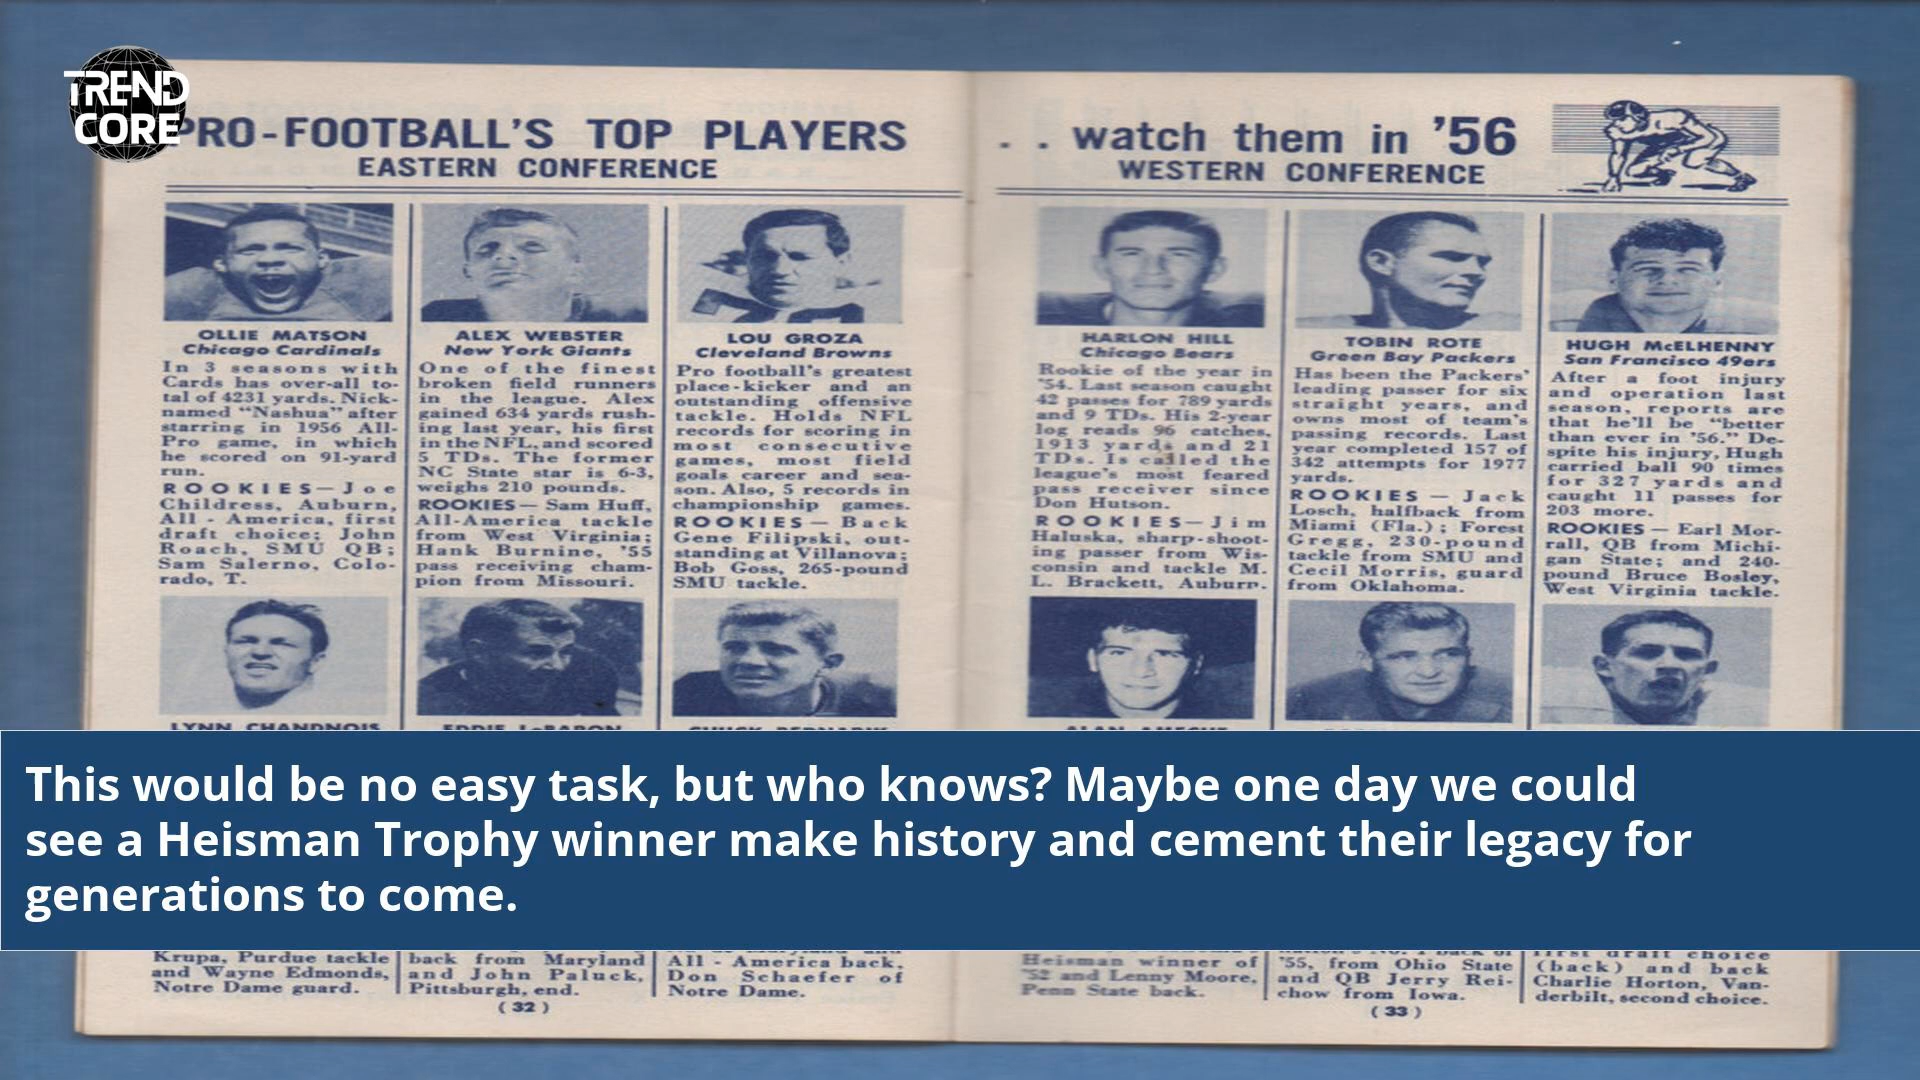 TREND
CORE
PRO-FOOTBALL'S TOP PLAYERS
EASTERN CONFERENCE
OLLIE MATSON
Chicago Cardinals
In 3 seasons with
Cards has over-all to-
tal of 4231 yards. Nick-
named "Nashua" after
starring in 1956 All-
Pro game, in which
he scored on 91-yard
run.
ROOKIES—Joe
Childress, Auburn,
All - America, first
draft choice; John
Roach, SMU QB;
Sam Salerno, Colo-
rado, T.
ALEX WEBSTER
New York Giants
One of the finest
broken field runners
in the league. Alex
gained 634 yards rush-
ing last year, his first
in the NFL, and scored
5 TDs. The former
NC State star is 6-3,
weighs 210 pounds.
ROOKIES—Sam Huff,
All-America tackle
from West Virginia;
Hank Burnine, '55
pass receiving cham-
pion from Missouri.
LOU GROZA
Cleveland Browns
Pro football's greatest
place-kicker and an
outstanding offensive
tackle. Holds NFL
records for scoring in
most consecutive
games, most field
goals career and sea-
son. Also, 5 records in
championship games.
ROOKIES—Back
Gene Filipski, out-
standing at Villanova;
Bob Goss, 265-pound
SMU tackle.
LYNN CHANDNOIS
EDDIE LeBARON
CHUCK BEDNARIK
. . watch them in '56
WESTERN CONFERENCE
HARLON HILL
Chicago Bears
Rookie of the year in
'54. Last season caught
42 passes for 789 yards
and 9 TDs. His 2-year
log reads 96 catches,
1913 yards and 21
TDs. Is called the
league's most feared
pass receiver since
Don Hutson.
ROOKIES—Jim
Haluska, sharp-shoot-
ing passer from Wis-
consin and tackle M.
L. Brackett, Auburn.
TOBIN ROTE
Green Bay Packers
Has been the Packers'
leading passer for six
straight years, and
owns most of team's
passing records. Last
year completed 157 of
342 attempts for 1977
yards.
ROOKIES — Jack
Losch, halfback from
Miami (Fla.); Forest
Gregg, 230-pound
tackle from SMU and
Cecil Morris, guard
from Oklahoma.
HUGH McELHENNY
San Francisco 49ers
After a foot injury
and operation last
season, reports are
that he'll be "better
than ever in '56." De-
spite his injury, Hugh
carried ball 90 times
for 327 yards and
caught 11 passes for
203 more.
ROOKIES — Earl Mor-
rall, QB from Michi-
gan State; and 240-
pound Bruce Bosley,
West Virginia tackle.
ALAN AMECHE
This would be no easy task, but who knows? Maybe one day we could
see a Heisman Trophy winner make history and cement their legacy for
generations to come.
Krupa, Purdue tackle
and Wayne Edmonds,
Notre Dame guard.
back from Maryland
and John Paluck,
Pittsburgh, end.
All - America back,
Don Schaefer of
Notre Dame.
(32)
Heisman winner of
'52 and Lenny Moore,
Penn State back.
'55, from Ohio State
and QB Jerry Rei-
chow from Iowa.
first draft choice
(back) and back
Charlie Horton, Van-
derbilt, second choice.
(33)